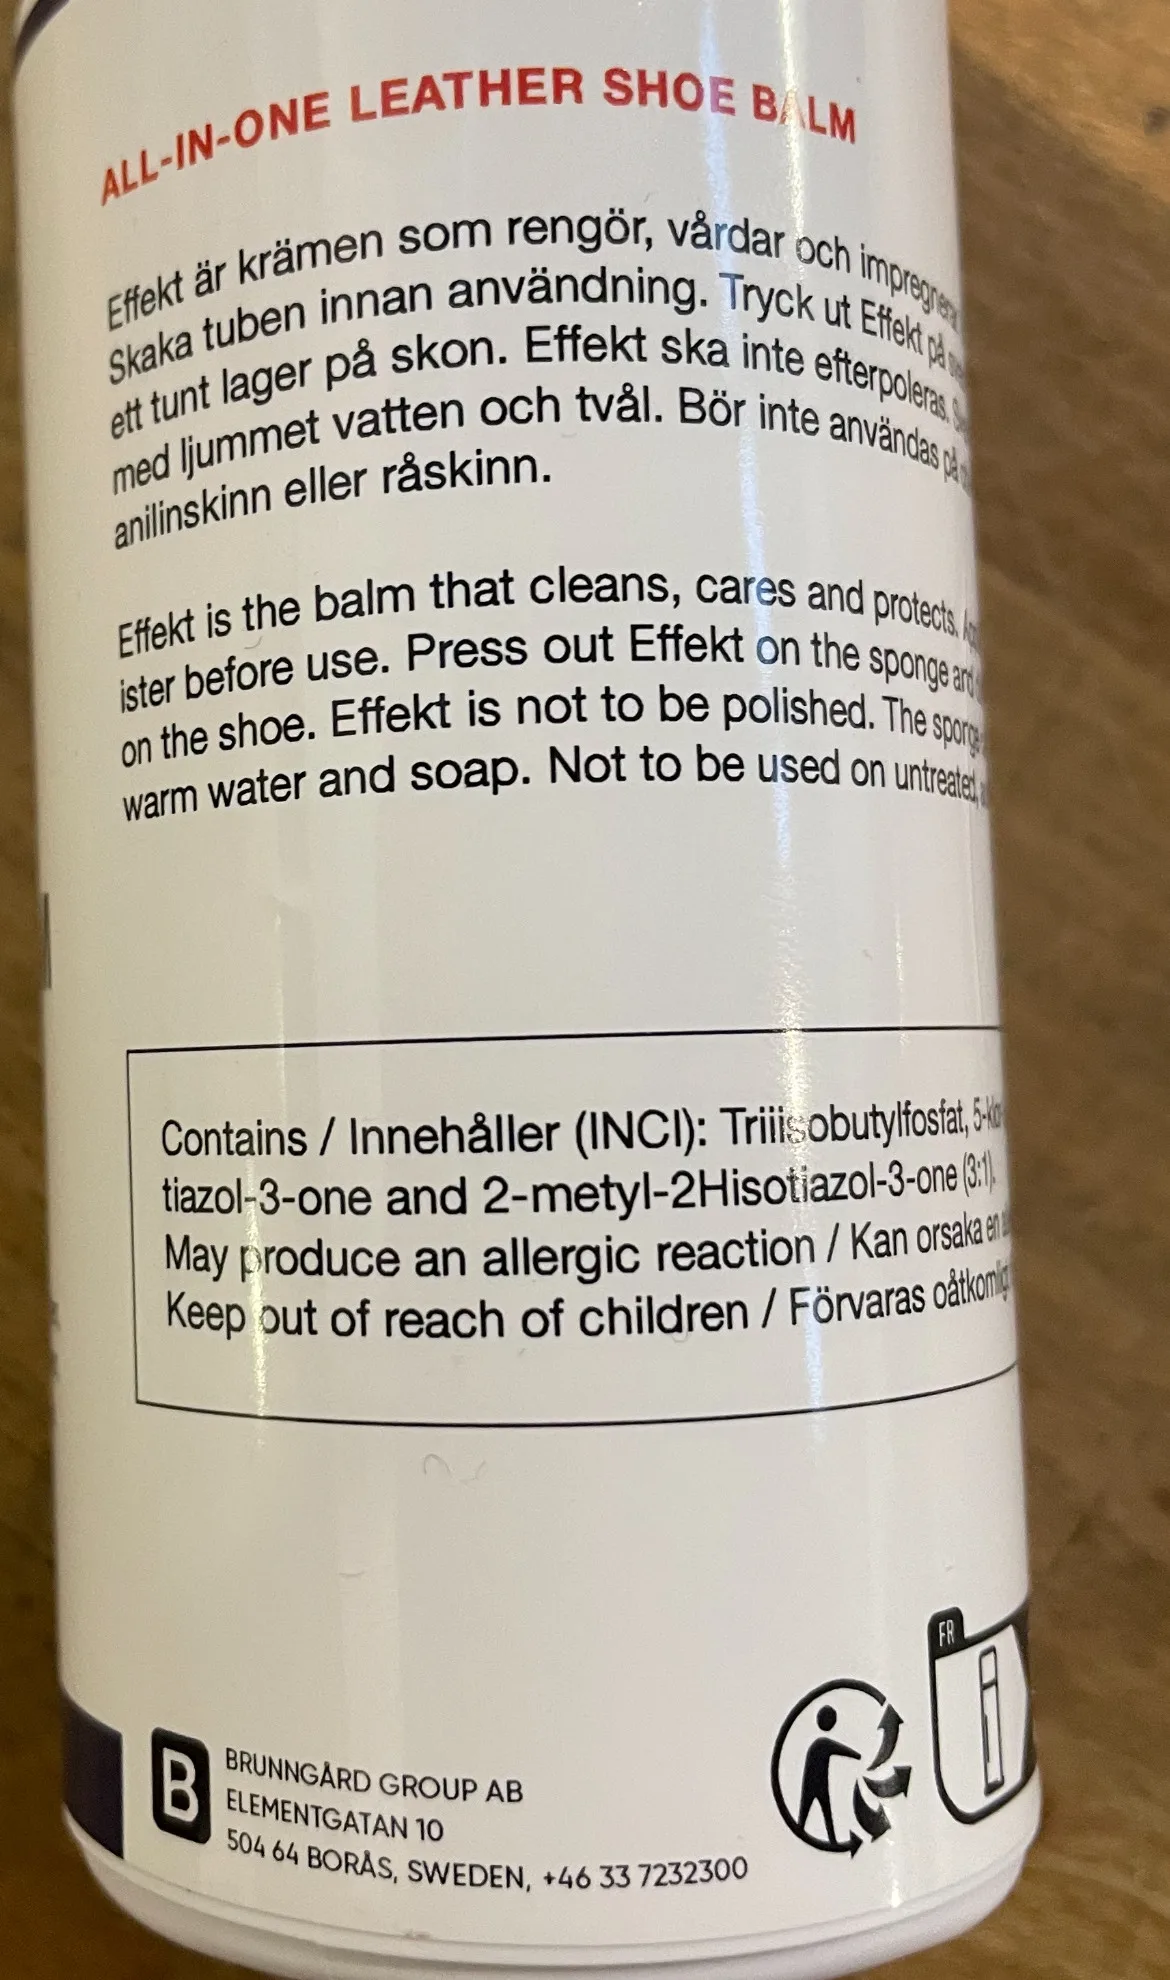 ALL-IN-ONE LEATHER SHOE BALM
Effekt är krämen som rengör, vårdar och impregnerar
Skaka tuben innan användning. Tryck ut Effekt på
ett tunt lager på skon. Effekt ska inte efterpoleras.
med ljummet vatten och tvål. Bör inte användas på
anilinskinn eller råskinn.
Effekt is the balm that cleans, cares and protects.
ister before use. Press out Effekt on the sponge and
on the shoe. Effekt is not to be polished. The sponge
warm water and soap. Not to be used on untreated,
Contains / Innehåller (INCI): Triiisobutylfosfat,
tiazol-3-one and 2-metyl-2Hisotiazol-3-one (3:1).
May produce an allergic reaction / Kan orsaka en
Keep out of reach of children / Förvaras oåtkomligt
FR
B
BRUNNGÅRD GROUP AB
ELEMENTGATAN 10
504 64 BORÅS, SWEDEN, +46 33 7232300